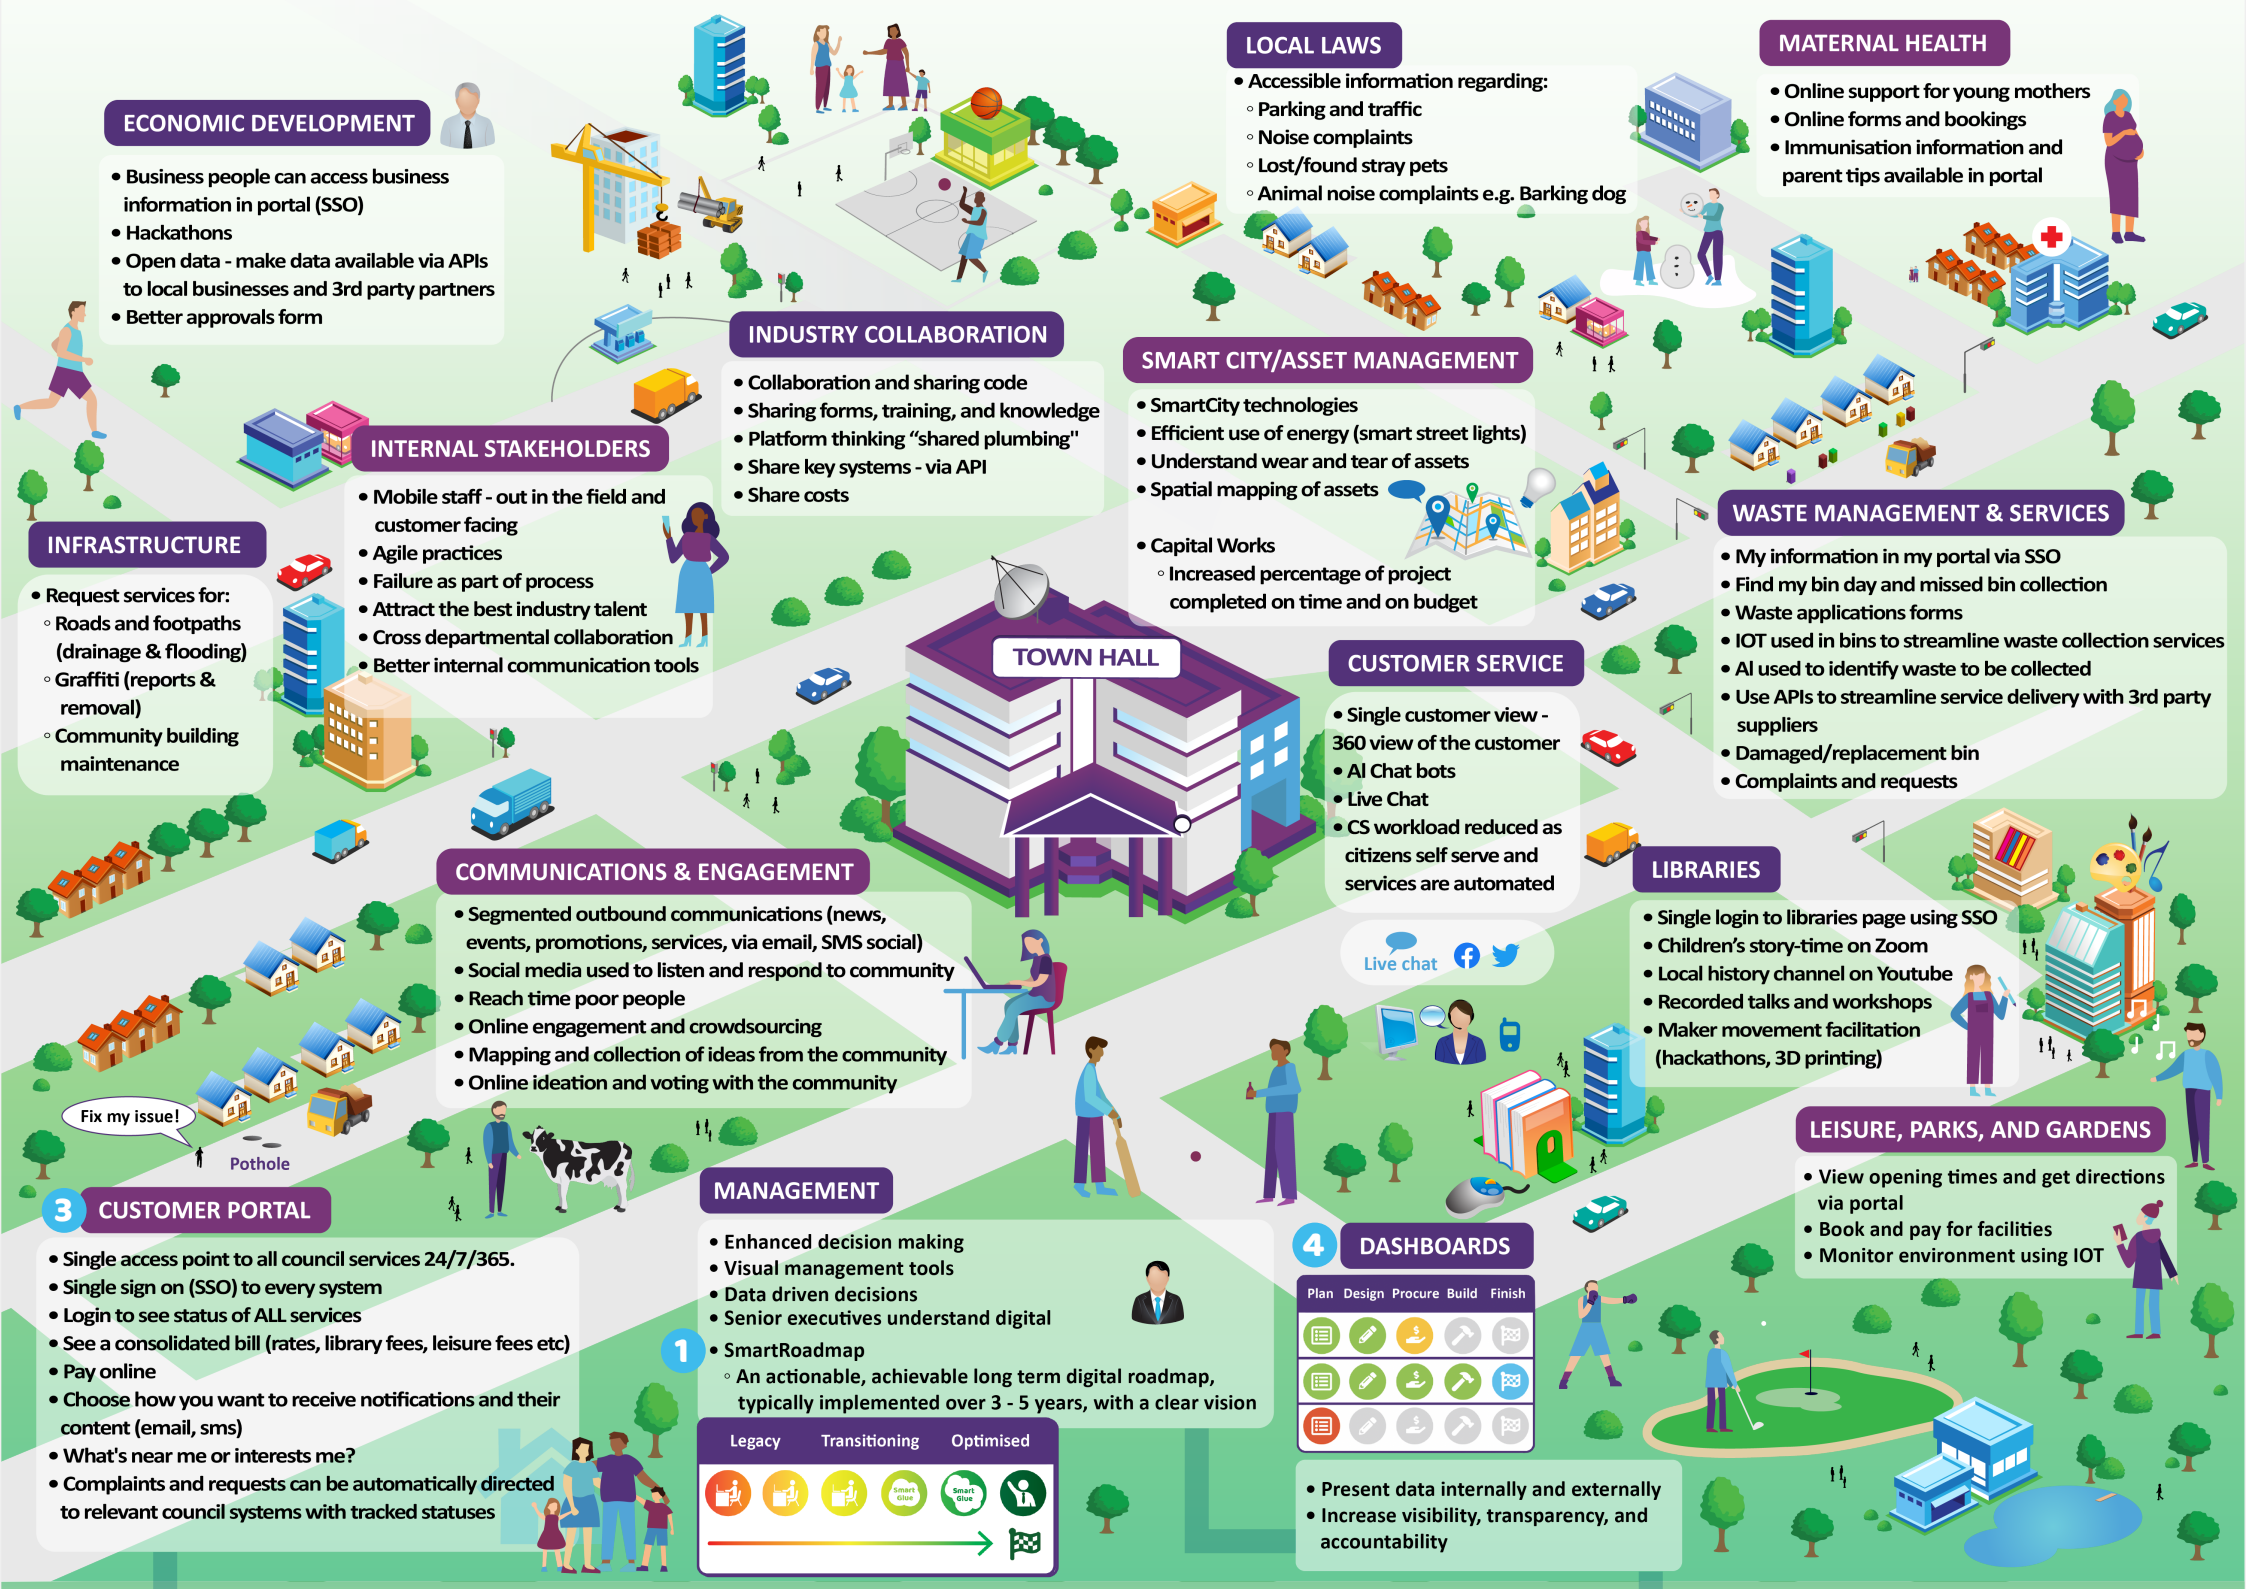 ECONOMIC DEVELOPMENT
• Business people can access business
information in portal (SSO)
• Hackathons
• Open data - make data available via APIs
to local businesses and 3rd party partners
• Better approvals form
LOCAL LAWS
• Accessible information regarding:
◦ Parking and traffic
◦ Noise complaints
◦ Lost/found stray pets
◦ Animal noise complaints e.g. Barking dog
MATERNAL HEALTH
• Online support for young mothers
• Online forms and bookings
• Immunisation information and
parent tips available in portal
INDUSTRY COLLABORATION
• Collaboration and sharing code
• Sharing forms, training, and knowledge
• Platform thinking “shared plumbing"
• Share key systems - via API
• Share costs
SMART CITY/ASSET MANAGEMENT
• SmartCity technologies
• Efficient use of energy (smart street lights)
• Understand wear and tear of assets
• Spatial mapping of assets
• Capital Works
◦ Increased percentage of project
completed on time and on budget
INTERNAL STAKEHOLDERS
• Mobile staff - out in the field and
customer facing
• Agile practices
• Failure as part of process
• Attract the best industry talent
• Cross departmental collaboration
• Better internal communication tools
INFRASTRUCTURE
• Request services for:
◦ Roads and footpaths
(drainage & flooding)
◦ Graffiti (reports &
removal)
◦ Community building
maintenance
WASTE MANAGEMENT & SERVICES
• My information in my portal via SSO
• Find my bin day and missed bin collection
• Waste applications forms
• IOT used in bins to streamline waste collection services
• AI used to identify waste to be collected
• Use APIs to streamline service delivery with 3rd party
suppliers
• Damaged/replacement bin
• Complaints and requests
TOWN HALL
CUSTOMER SERVICE
• Single customer view -
360 view of the customer
• AI Chat bots
• Live Chat
• CS workload reduced as
citizens self serve and
services are automated
Live chat
COMMUNICATIONS & ENGAGEMENT
• Segmented outbound communications (news,
events, promotions, services, via email, SMS social)
• Social media used to listen and respond to community
• Reach time poor people
• Online engagement and crowdsourcing
• Mapping and collection of ideas from the community
• Online ideation and voting with the community
LIBRARIES
• Single login to libraries page using SSO
• Children’s story-time on Zoom
• Local history channel on Youtube
• Recorded talks and workshops
• Maker movement facilitation
(hackathons, 3D printing)
Fix my issue!
Pothole
LEISURE, PARKS, AND GARDENS
• View opening times and get directions
via portal
• Book and pay for facilities
• Monitor environment using IOT
3 CUSTOMER PORTAL
• Single access point to all council services 24/7/365.
• Single sign on (SSO) to every system
• Login to see status of ALL services
• See a consolidated bill (rates, library fees, leisure fees etc)
• Pay online
• Choose how you want to receive notifications and their
content (email, sms)
• What's near me or interests me?
• Complaints and requests can be automatically directed
to relevant council systems with tracked statuses
MANAGEMENT
• Enhanced decision making
• Visual management tools
• Data driven decisions
• Senior executives understand digital
1 • SmartRoadmap
◦ An actionable, achievable long term digital roadmap,
typically implemented over 3 - 5 years, with a clear vision
Legacy Transitioning Optimised
Smart
Glue
Smart
Glue
4 DASHBOARDS
Plan Design Procure Build Finish
• Present data internally and externally
• Increase visibility, transparency, and
accountability